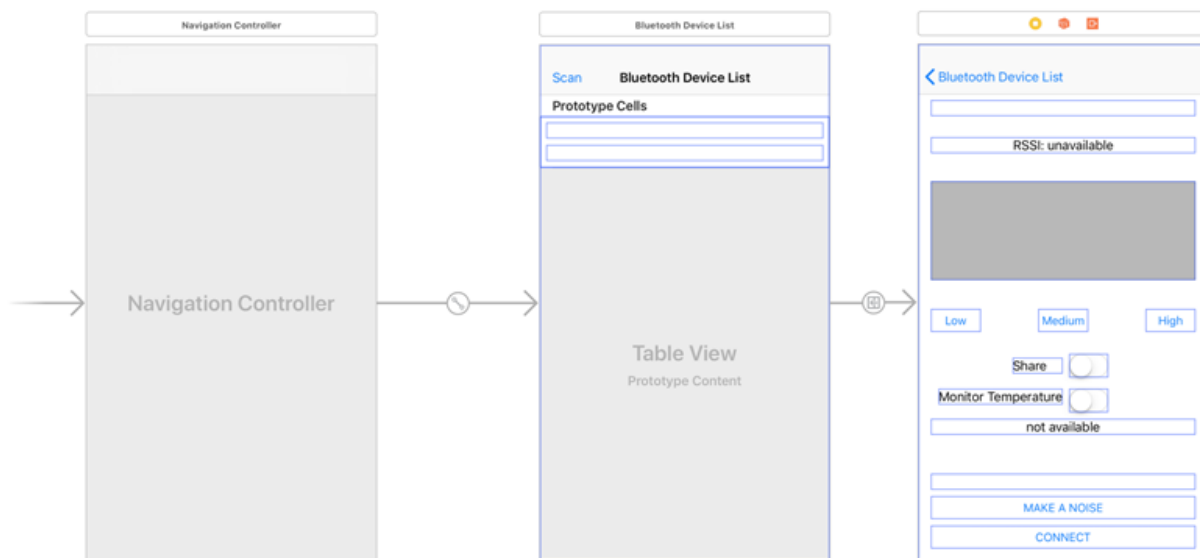 Navigation Controller
Navigation Controller
Bluetooth Device List
Scan
Bluetooth Device List
Prototype Cells
Table View
Prototype Content
Bluetooth Device List
RSSI: unavailable
Low
Medium
High
Share
Monitor Temperature
not available
MAKE A NOISE
CONNECT